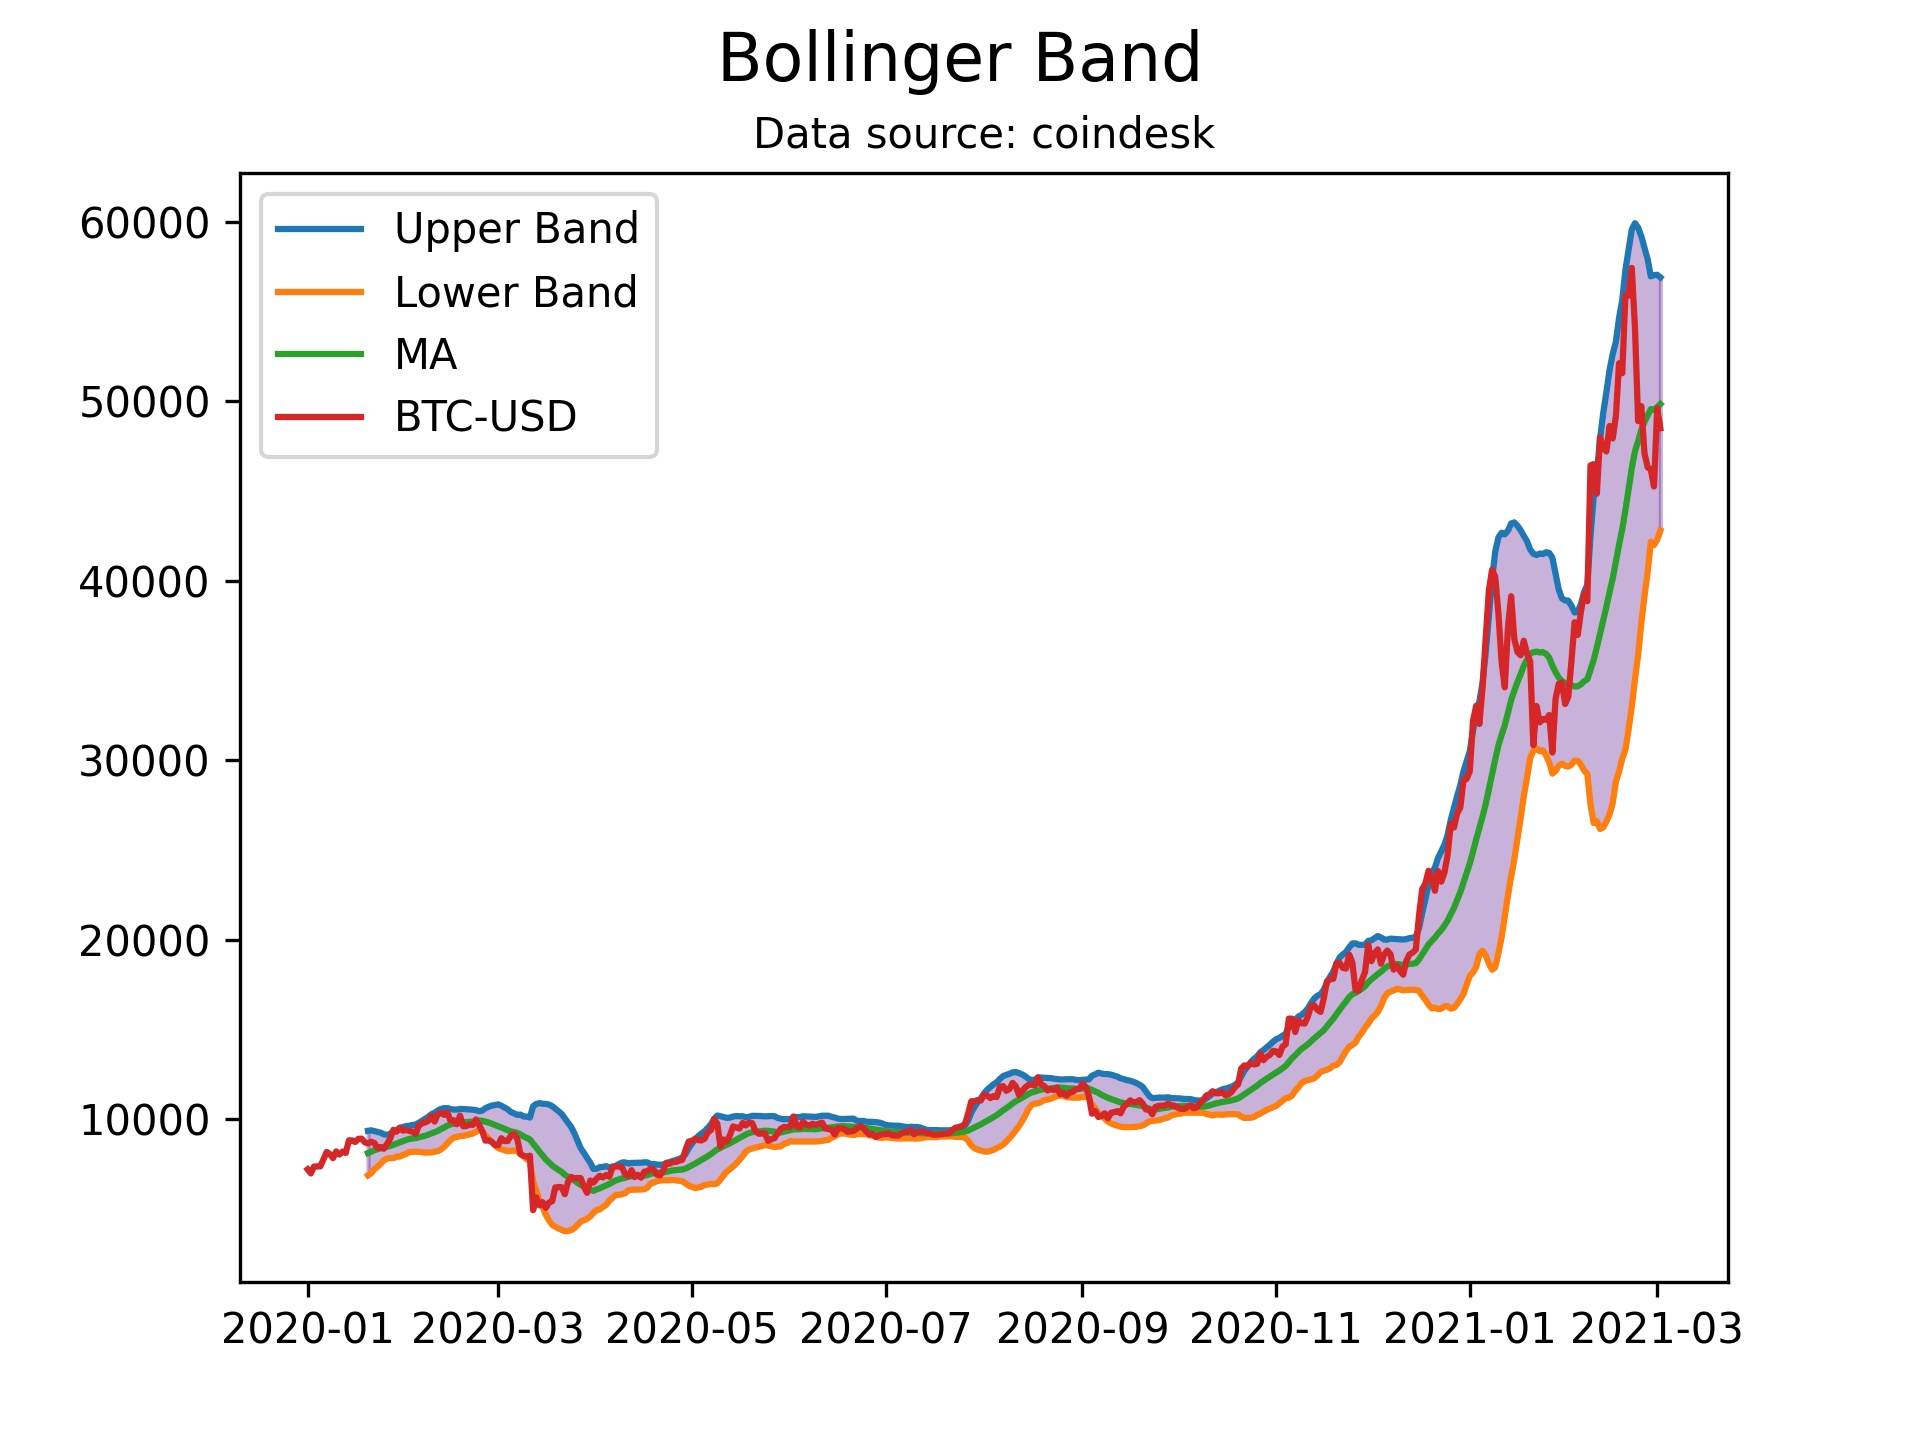 Bollinger Band
Data source: coindesk
Upper Band
Lower Band
MA
BTC-USD
60000
50000
40000
30000
20000
10000
2020-01 2020-03 2020-05 2020-07 2020-09 2020-11 2021-01 2021-03